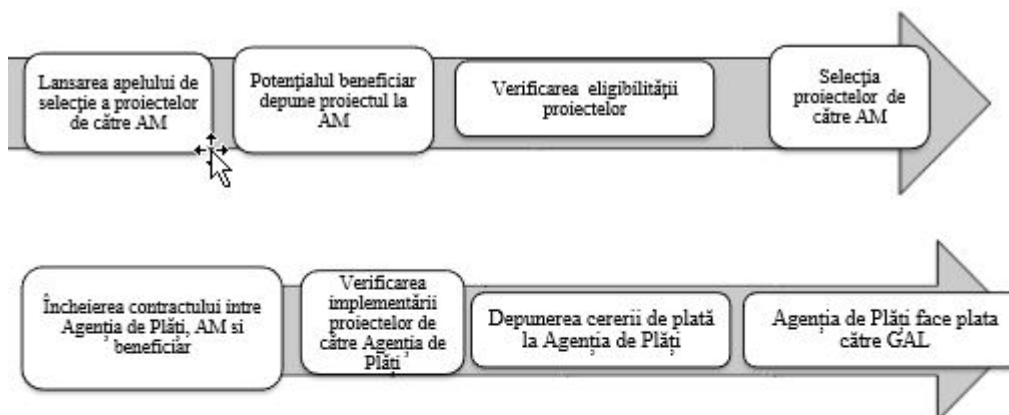 Lansarea apelului de
selecție a proiectelor
de către AM
Potențialul beneficiar
depune proiectul la
AM
Verificarea eligibilității
proiectelor
Selecția
proiectelor de
către AM
Încheierea contractului intre
Agenția de Plăți, AM si
beneficiar
Verificarea
implementării
proiectelor de
către Agenția de
Plăți
Depunerea cererii de plată
la Agenția de Plăți
Agenția de Plăți face plata
către GAL